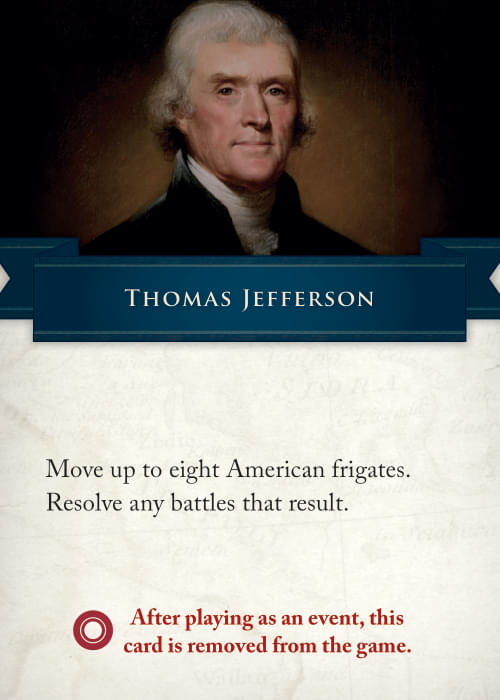 Thomas Jefferson
Move up to eight American frigates.
Resolve any battles that result.
After playing as an event, this
card is removed from the game.